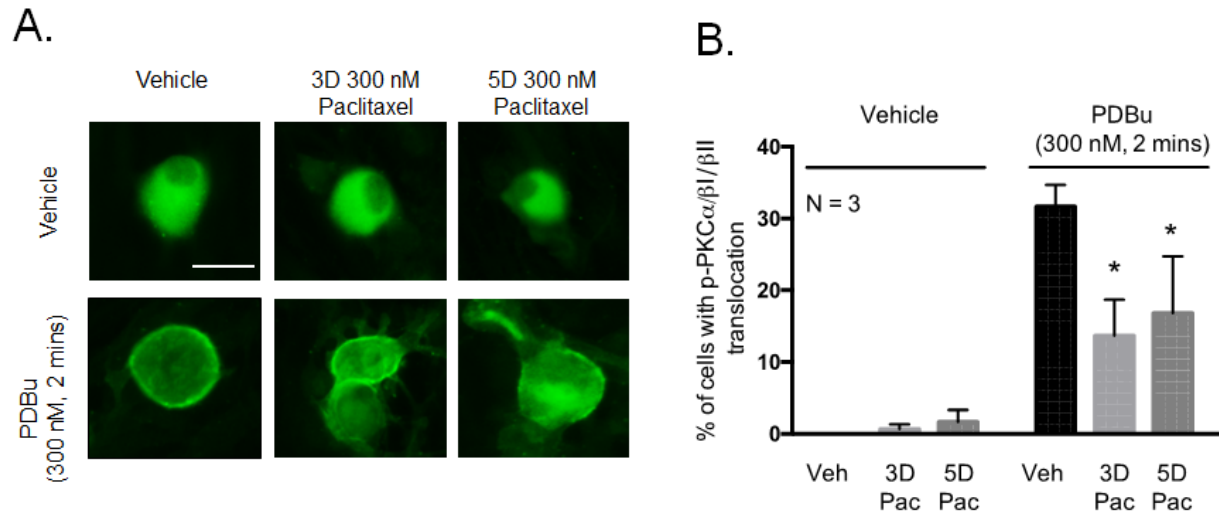 A.
Vehicle
3D 300 nM
Paclitaxel
5D 300 nM
Paclitaxel
Vehicle
PDBu
(300 nM, 2 mins)
B.
% of cells with p-PKCα/βI/βII
translocation
40
30
20
10
0
Vehicle
PDBu
(300 nM, 2 mins)
N = 3
*
*
Veh
3D
Pac
5D
Pac
Veh
3D
Pac
5D
Pac